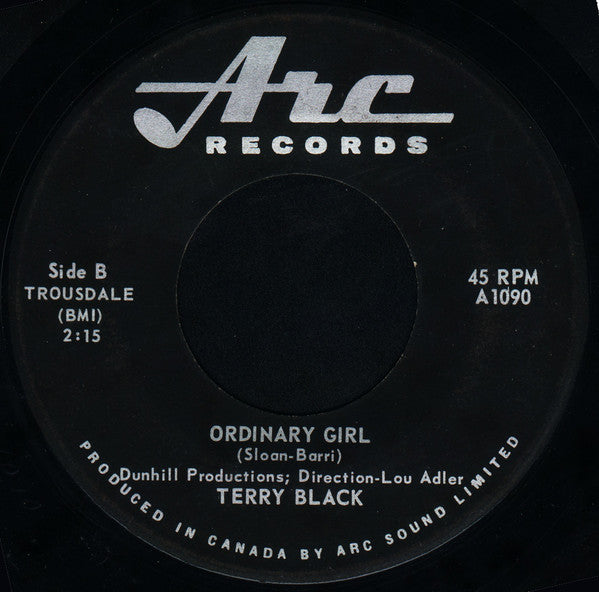 Arc
RECORDS
Side B
TROUSDALE
(BMI)
2:15
45 RPM
A1090
ORDINARY GIRL
(Sloan-Barri)
Dunhill Productions; Direction-Lou Adler
TERRY BLACK
PRODUCED IN CANADA BY ARC SOUND LIMITED